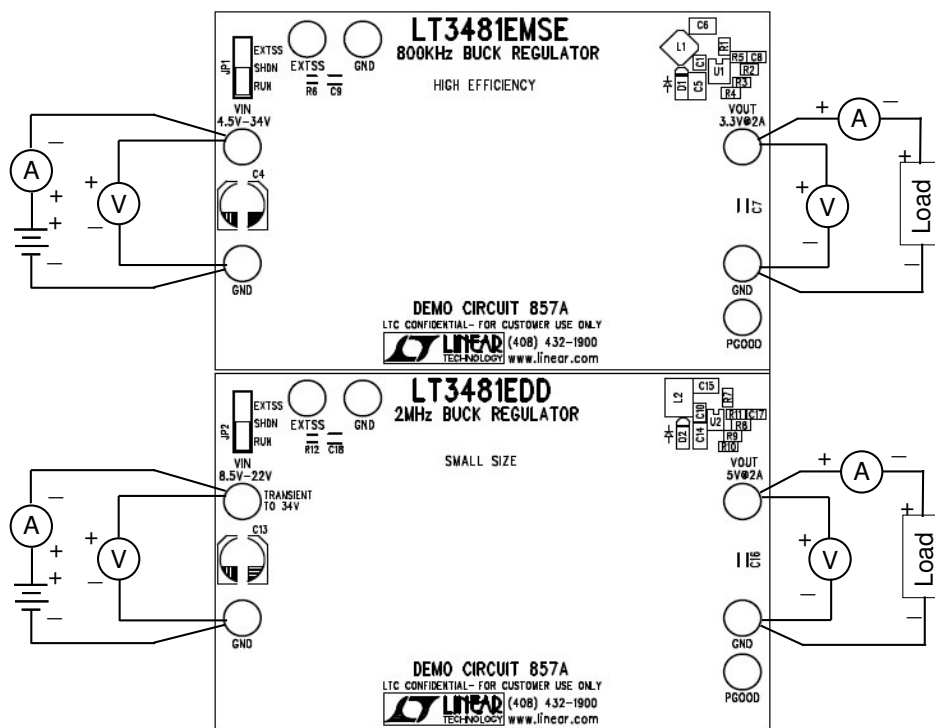 LT3481EMSE
800KHz BUCK REGULATOR
HIGH EFFICIENCY
JP1
EXTSS
SHDN
RUN
EXTSS
GND
R6
C9
C6
L1
R1
C1
U1
R5
C8
R2
R3
R4
D1
C5
VIN
4.5V-34V
VOUT
3.3V@2A
A
V
C4
C7
A
V
Load
+
−
+
+
−
+
−
+
−
+
−
+
−
GND
GND
PGOOD
DEMO CIRCUIT 857A
LTC CONFIDENTIAL- FOR CUSTOMER USE ONLY
LT LINEAR TECHNOLOGY (408) 432-1900
www.linear.com
LT3481EDD
2MHz BUCK REGULATOR
SMALL SIZE
JP2
EXTSS
SHDN
RUN
EXTSS
GND
R12
C18
C15
L2
R7
C10
U2
R11
C17
R8
R9
R10
D2
C14
VIN
8.5V-22V
TRANSIENT
TO 34V
VOUT
5V@2A
A
V
C13
C16
A
V
Load
+
−
+
+
−
+
−
+
−
+
−
+
−
GND
GND
PGOOD
DEMO CIRCUIT 857A
LTC CONFIDENTIAL- FOR CUSTOMER USE ONLY
LT LINEAR TECHNOLOGY (408) 432-1900
www.linear.com